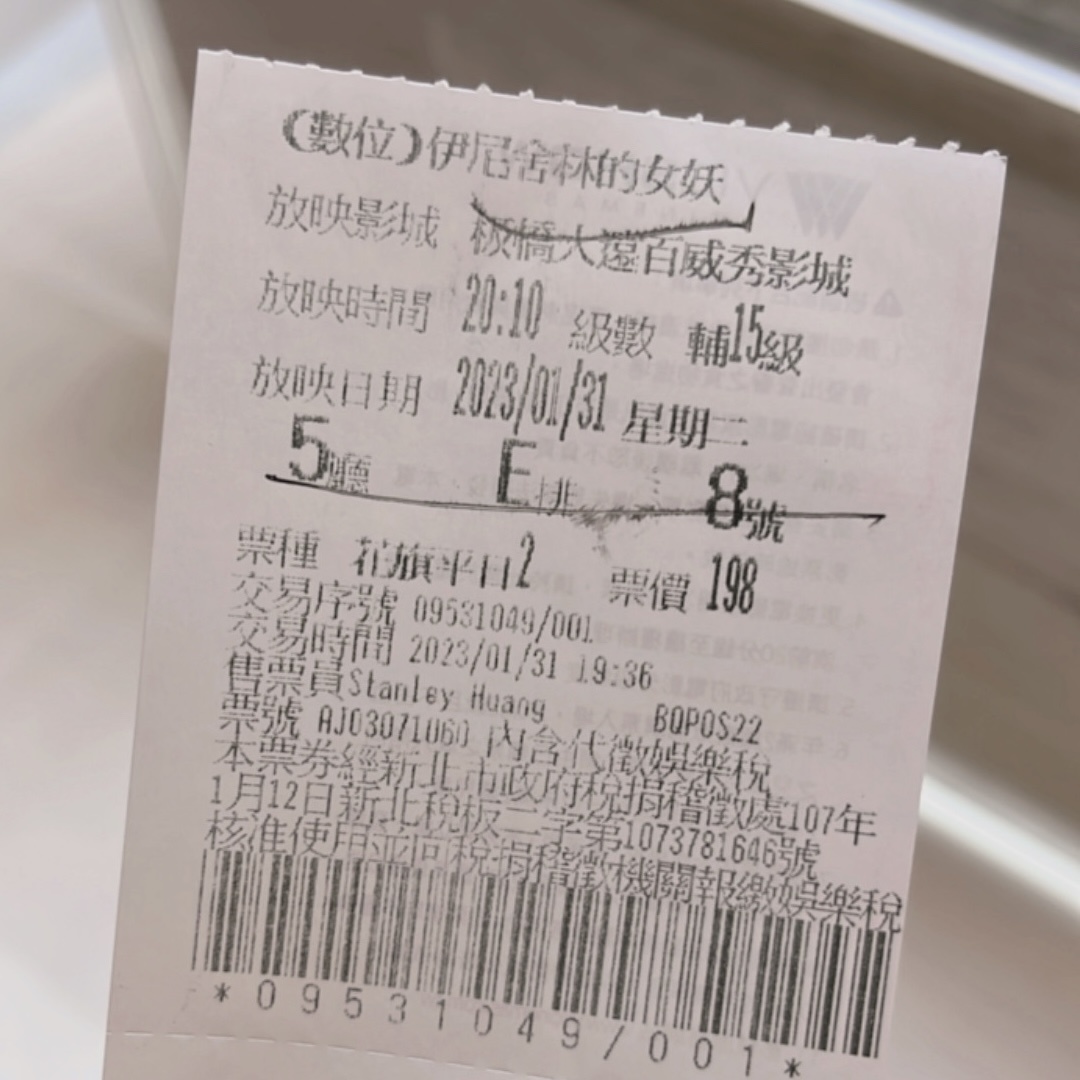 (數位)伊尼舍林的女妖
放映影城 板橋大遠百威秀影城
放映時間 20:10 級數 輔15級
放映日期 2023/01/31 星期二
5廳 E排 8號
票種 花旗平日2 票價 198
交易序號 09531049/001
交易時間 2023/01/31 19:36
售票員Stanley Huang BQPOS22
票號 AJ03071060 內含代徵娛樂稅
本票券經新北市政府稅捐稽徵處107年
1月12日新北稅板二字第1073781646號
核准使用並向稅捐稽徵機關報繳娛樂稅
*09531049/001*